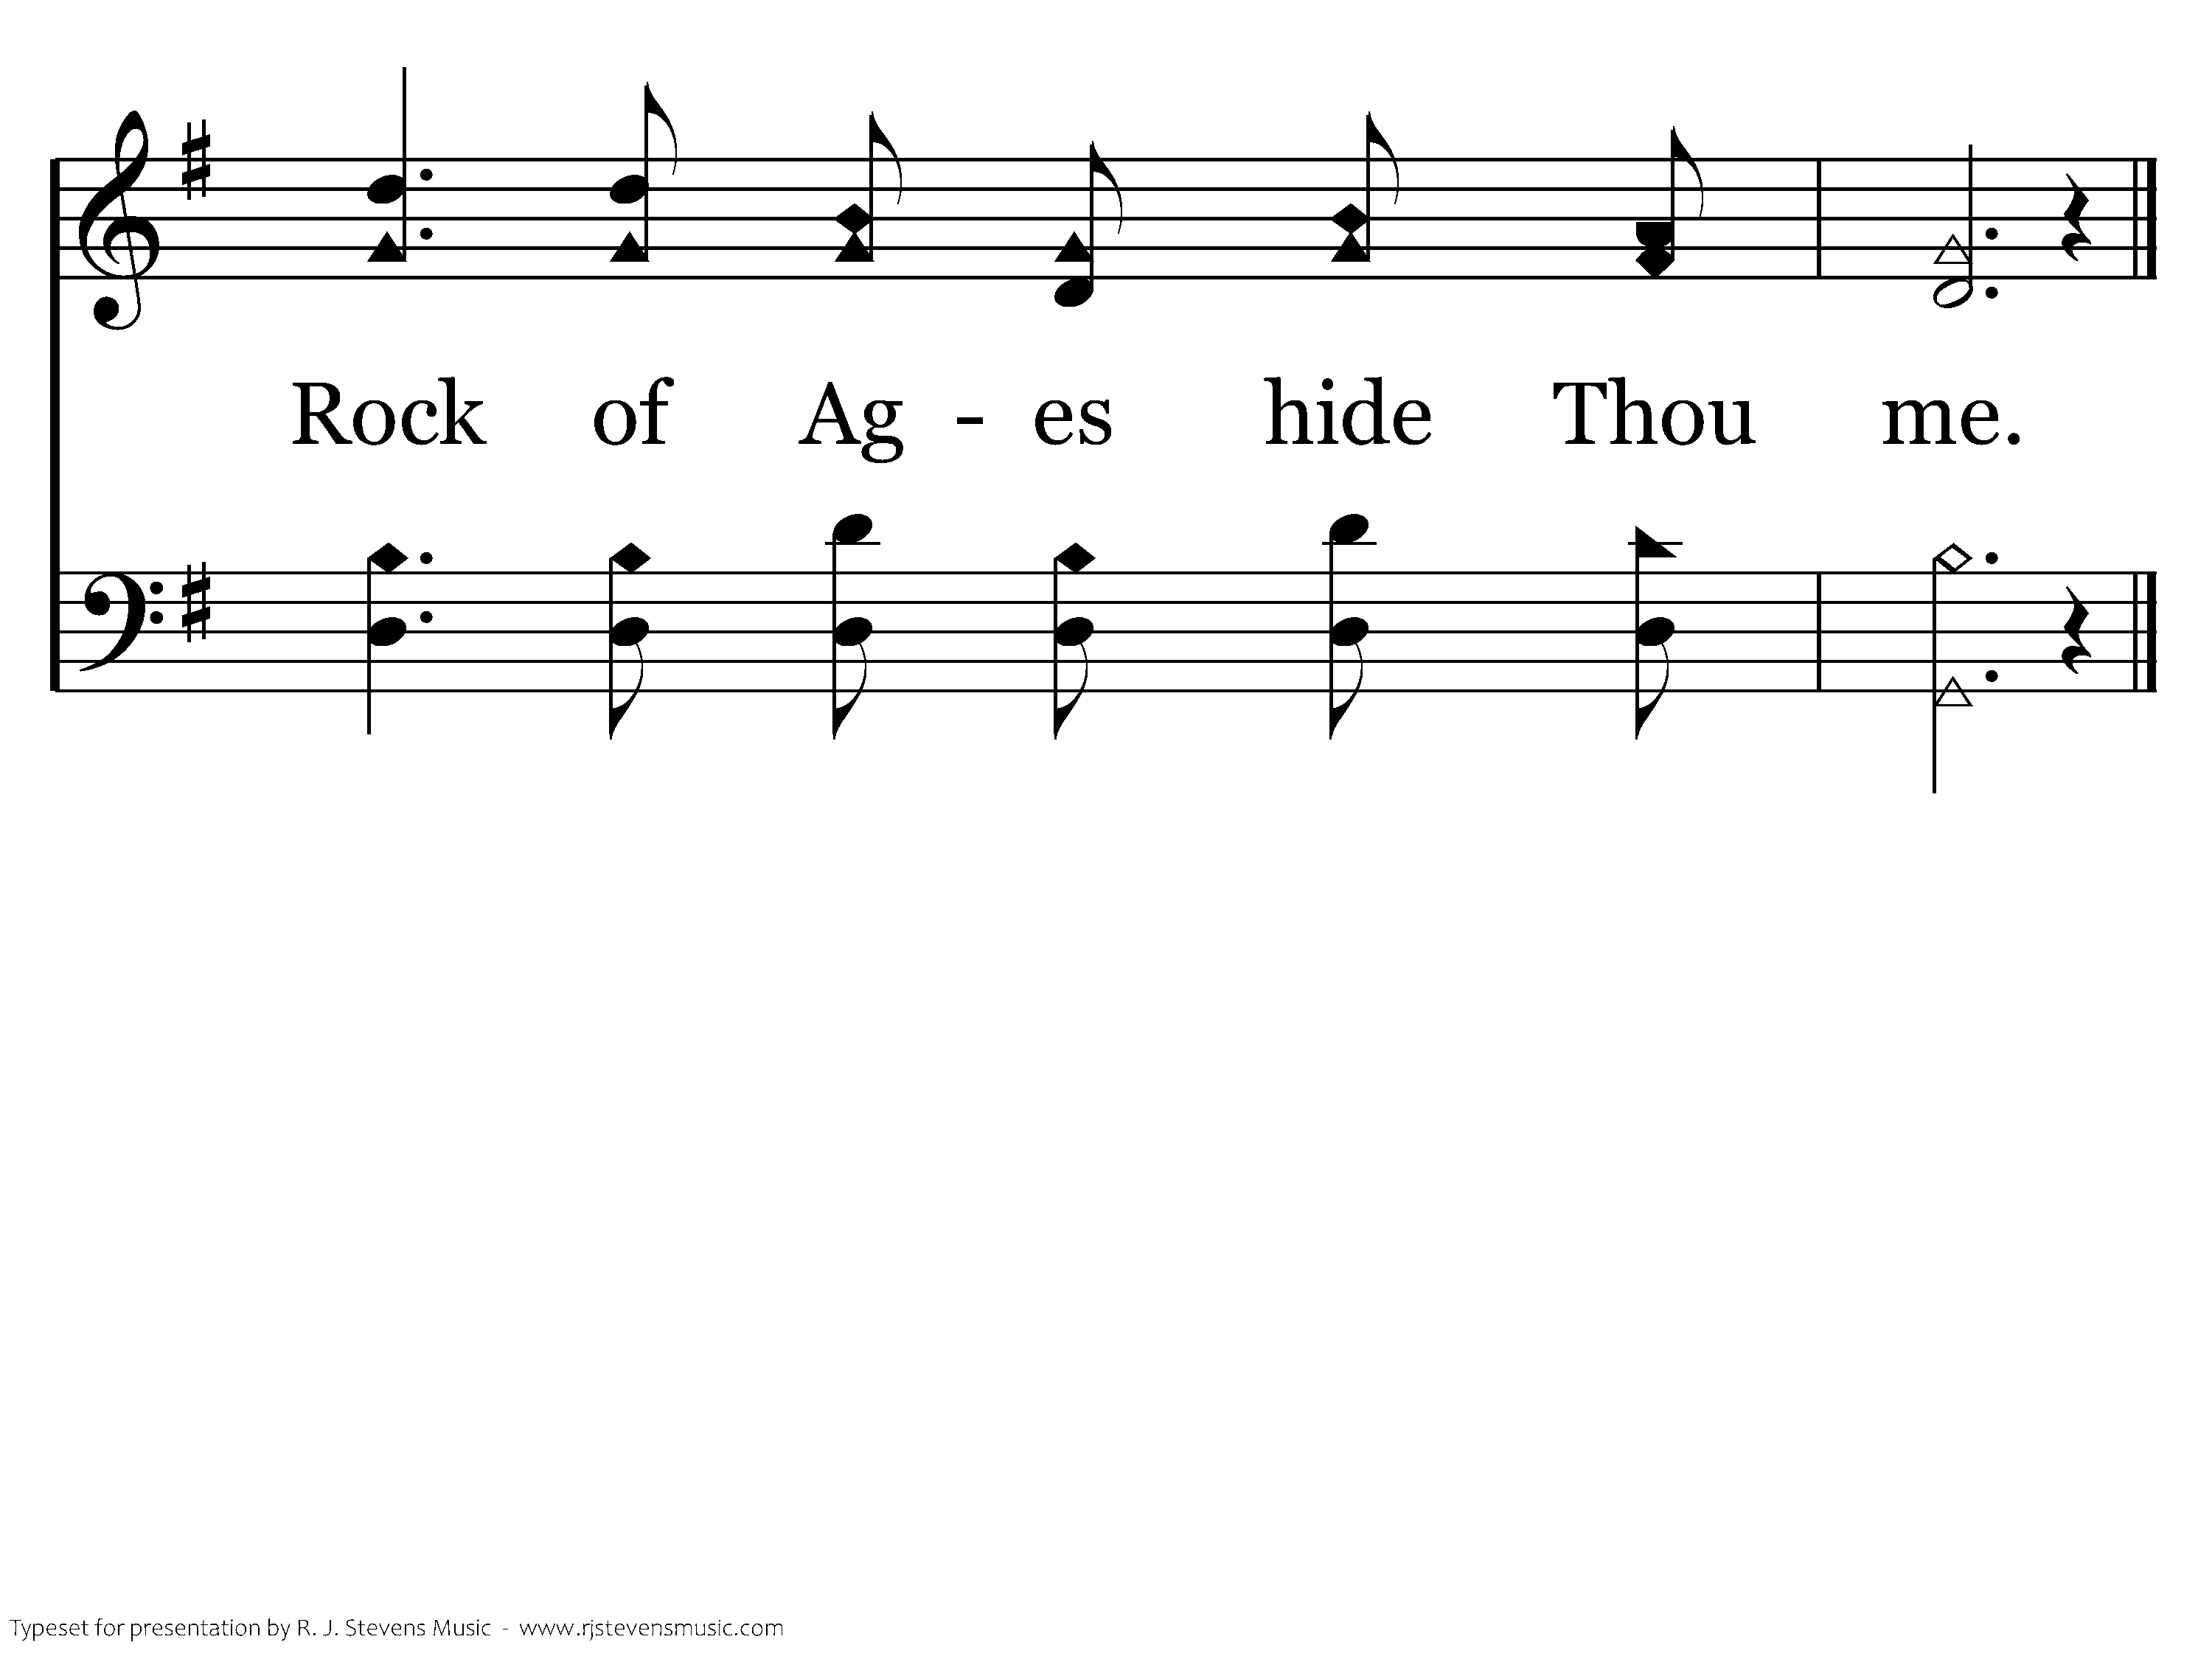 Rock of Ag - es hide Thou me.
Typeset for presentation by R. J. Stevens Music - www.rjstevensmusic.com